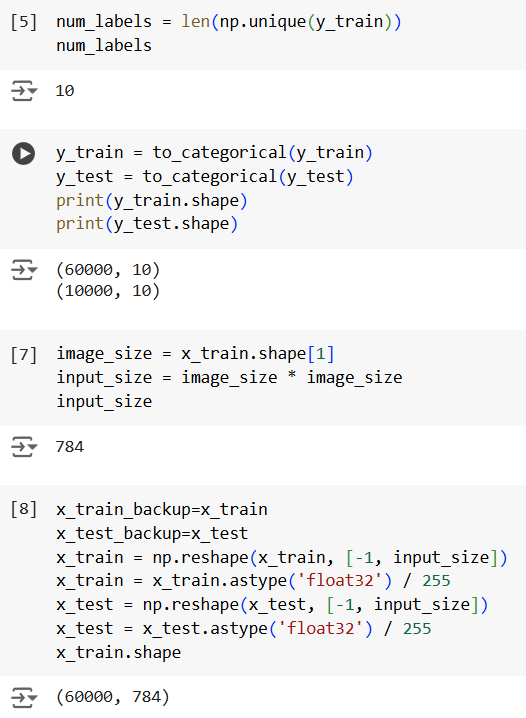 [5] num_labels = len(np.unique(y_train))
num_labels
10
y_train = to_categorical(y_train)
y_test = to_categorical(y_test)
print(y_train.shape)
print(y_test.shape)
(60000, 10)
(10000, 10)
[7] image_size = x_train.shape[1]
input_size = image_size * image_size
input_size
784
[8] x_train_backup=x_train
x_test_backup=x_test
x_train = np.reshape(x_train, [-1, input_size])
x_train = x_train.astype('float32') / 255
x_test = np.reshape(x_test, [-1, input_size])
x_test = x_test.astype('float32') / 255
x_train.shape
(60000, 784)